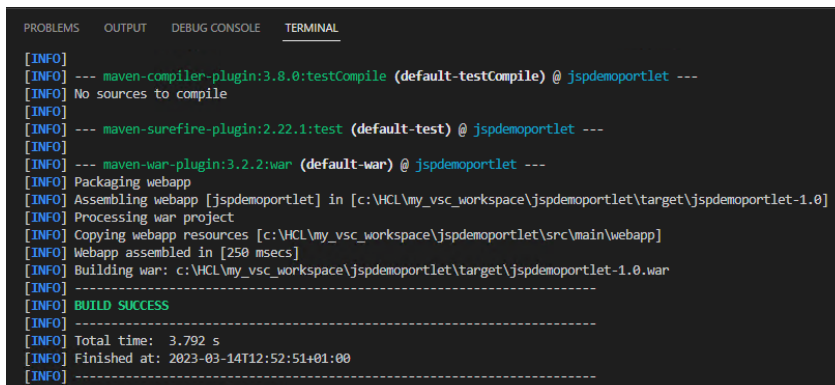 PROBLEMS OUTPUT DEBUG CONSOLE TERMINAL
[INFO]
[INFO] --- maven-compiler-plugin:3.8.0:testCompile (default-testCompile) @ jspdemoportlet ---
[INFO] No sources to compile
[INFO]
[INFO] --- maven-surefire-plugin:2.22.1:test (default-test) @ jspdemoportlet ---
[INFO]
[INFO] --- maven-war-plugin:3.2.2:war (default-war) @ jspdemoportlet ---
[INFO] Packaging webapp
[INFO] Assembling webapp [jspdemoportlet] in [c:\HCL\my_vsc_workspace\jspdemoportlet\target\jspdemoportlet-1.0]
[INFO] Processing war project
[INFO] Copying webapp resources [c:\HCL\my_vsc_workspace\jspdemoportlet\src\main\webapp]
[INFO] Webapp assembled in [250 msecs]
[INFO] Building war: c:\HCL\my_vsc_workspace\jspdemoportlet\target\jspdemoportlet-1.0.war
[INFO] ------------------------------------------------------------------------
[INFO] BUILD SUCCESS
[INFO] ------------------------------------------------------------------------
[INFO] Total time:  3.792 s
[INFO] Finished at: 2023-03-14T12:52:51+01:00
[INFO] ------------------------------------------------------------------------